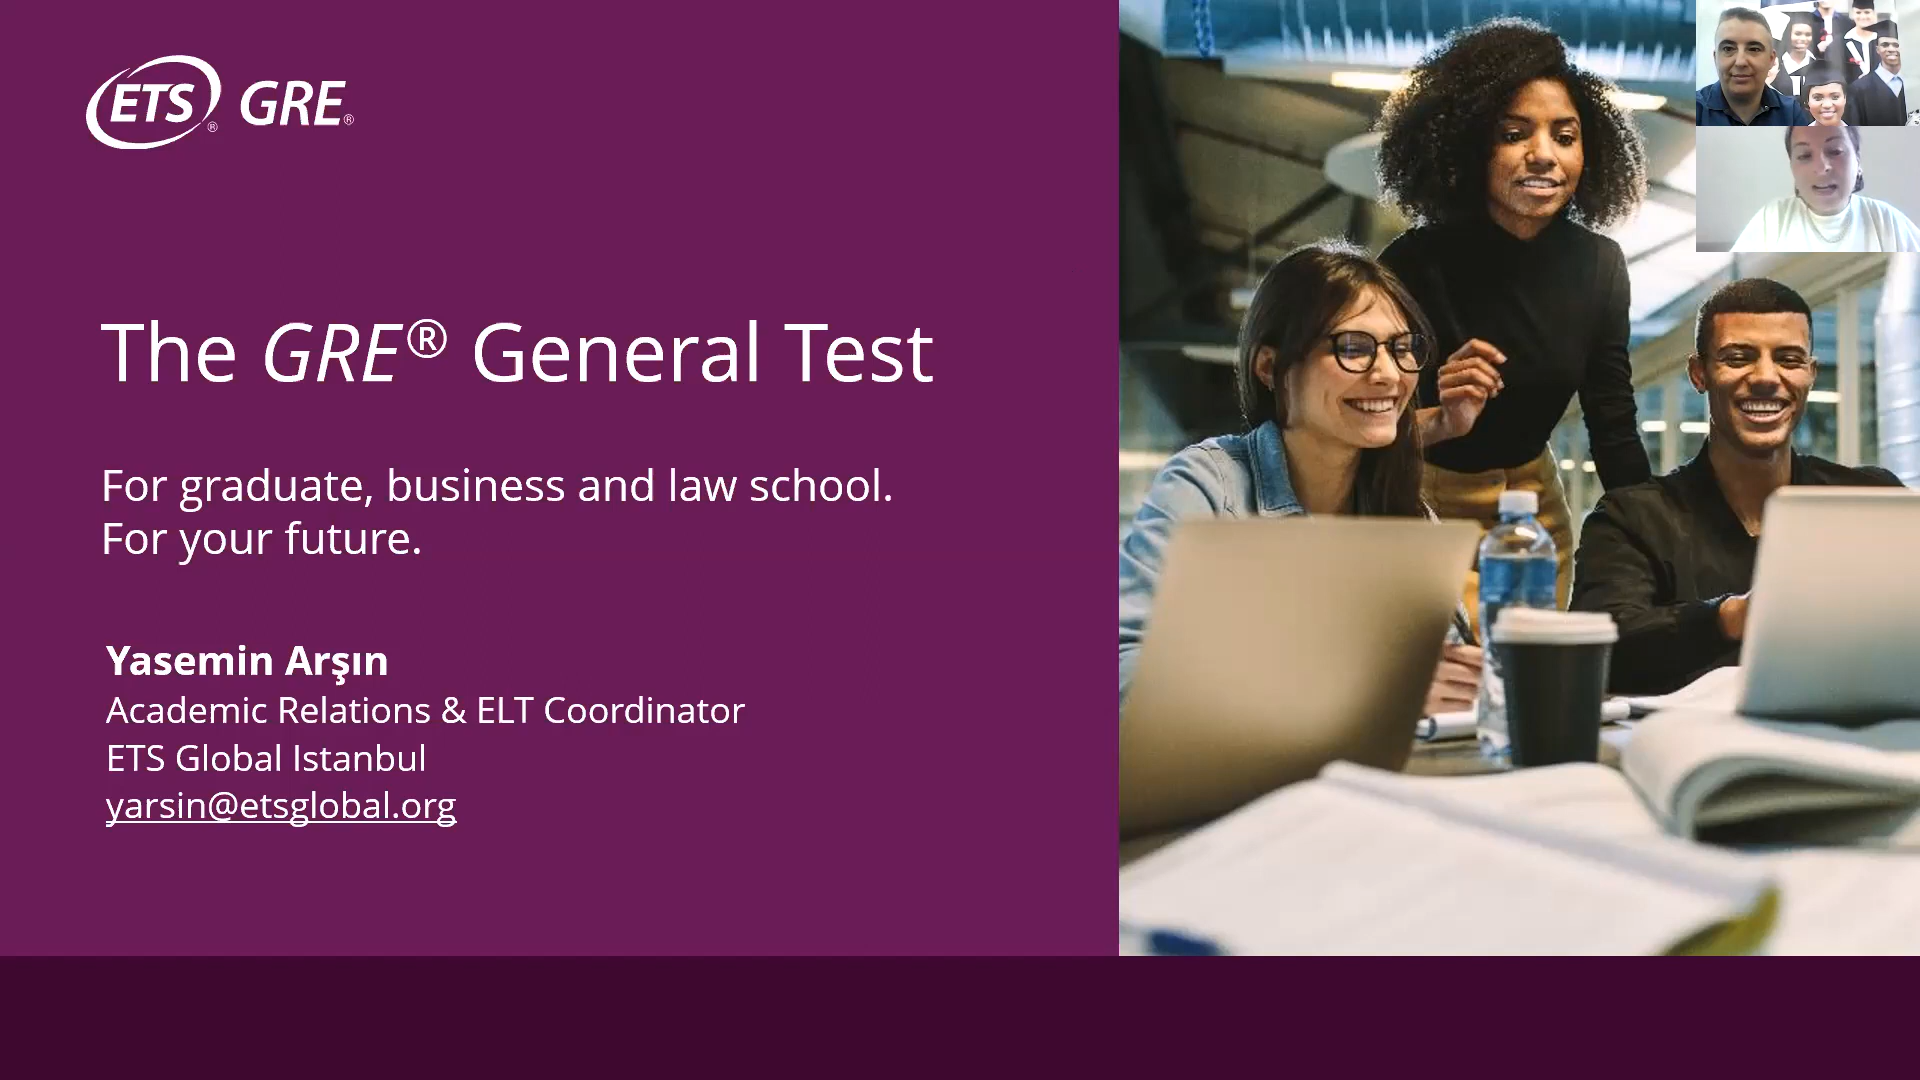 ETS® GRE®
The GRE® General Test
For graduate, business and law school.
For your future.
Yasemin Arşın
Academic Relations & ELT Coordinator
ETS Global Istanbul
yarsin@etsglobal.org